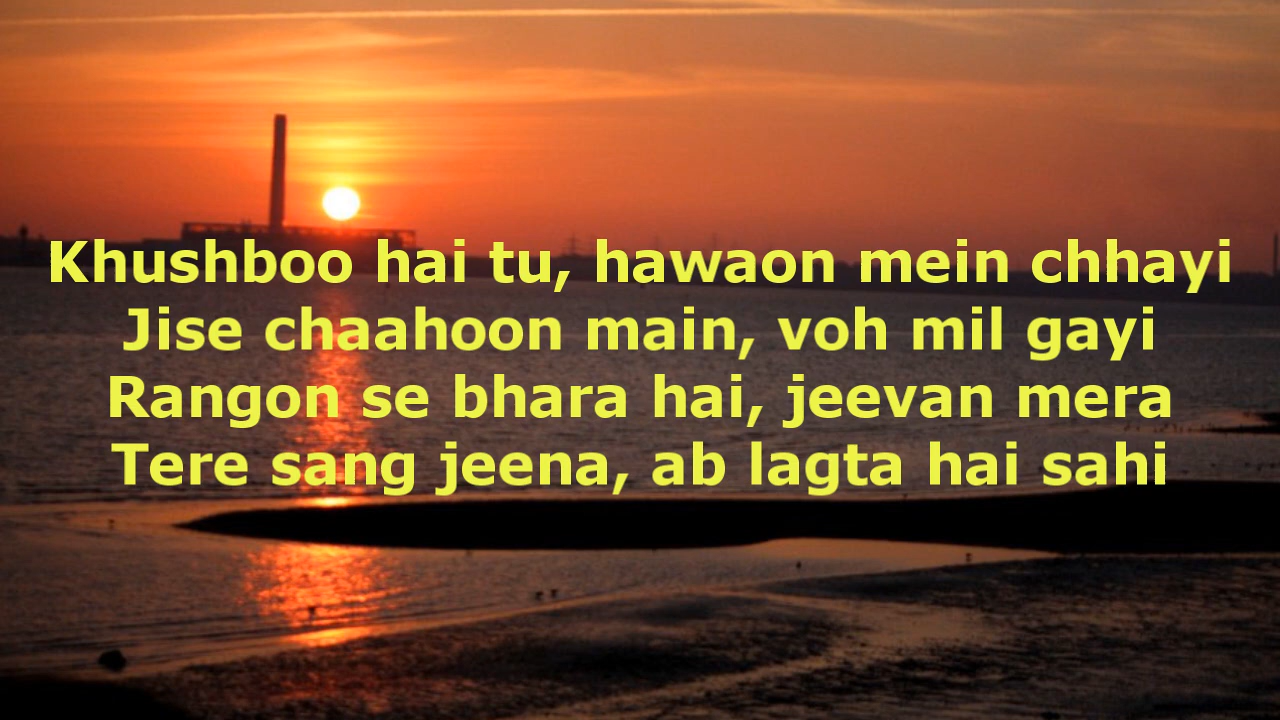 Khushboo hai tu, hawaon mein chhayi
Jise chaahoon main, voh mil gayi
Rangon se bhara hai, jeevan mera
Tere sang jeena, ab lagta hai sahi